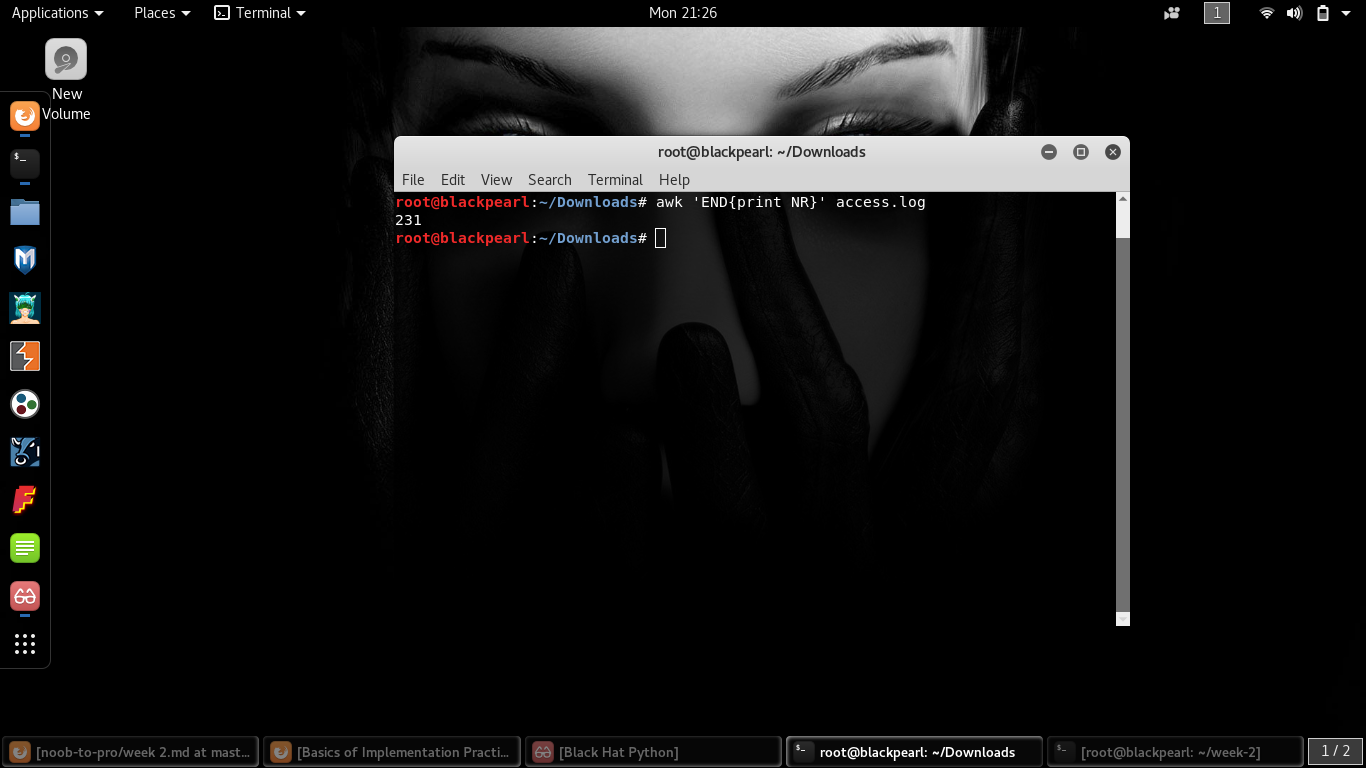 Applications Places Terminal Mon 21:26 1
New
Volume
root@blackpearl: ~/Downloads
File Edit View Search Terminal Help
root@blackpearl:~/Downloads# awk 'END{print NR}' access.log
231
root@blackpearl:~/Downloads#
[noob-to-pro/week 2.md at mast... [Basics of Implementation Practi... [Black Hat Python] root@blackpearl: ~/Downloads [root@blackpearl: ~/week-2] 1 / 2